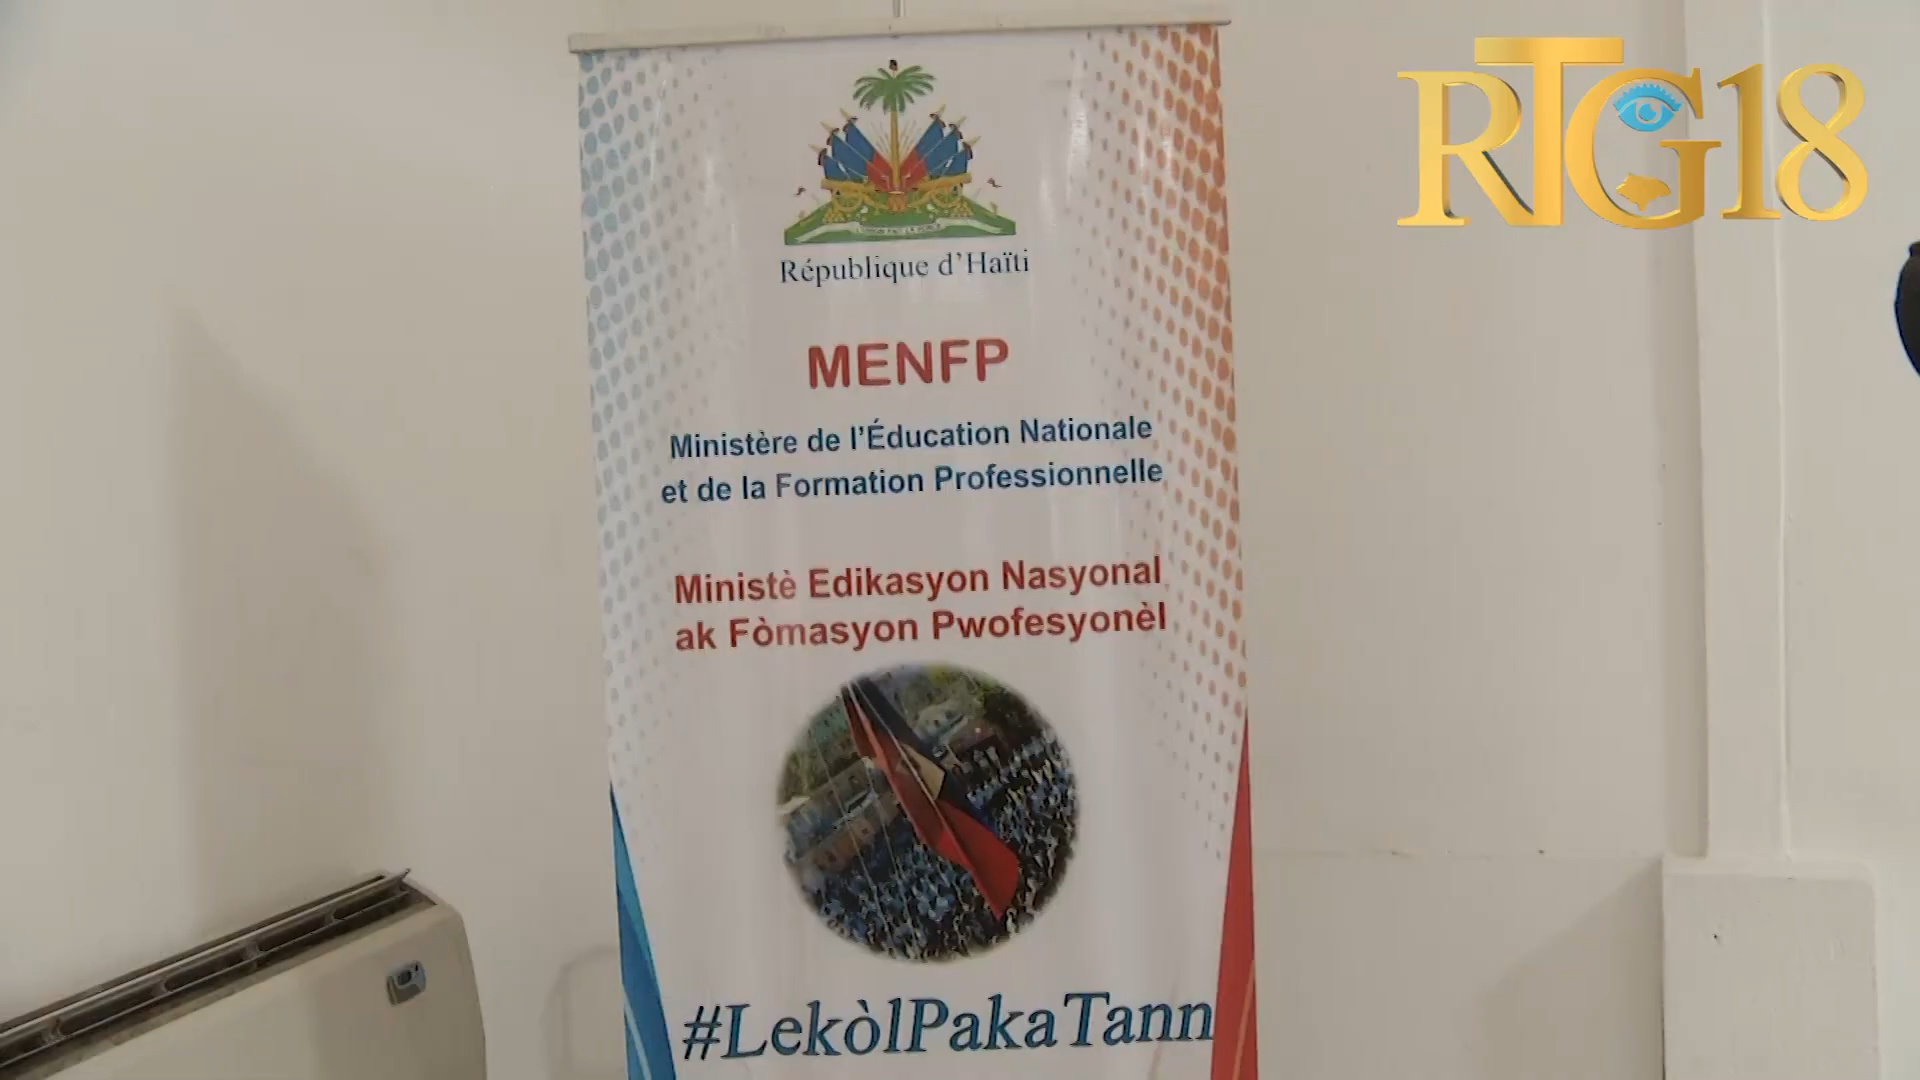 RTG18
République d'Haïti
MENFP
Ministère de l'Éducation Nationale
et de la Formation Professionnelle
Ministè Edikasyon Nasyonal
ak Fòmasyon Pwofesyonèl
#LekòlPakaTann